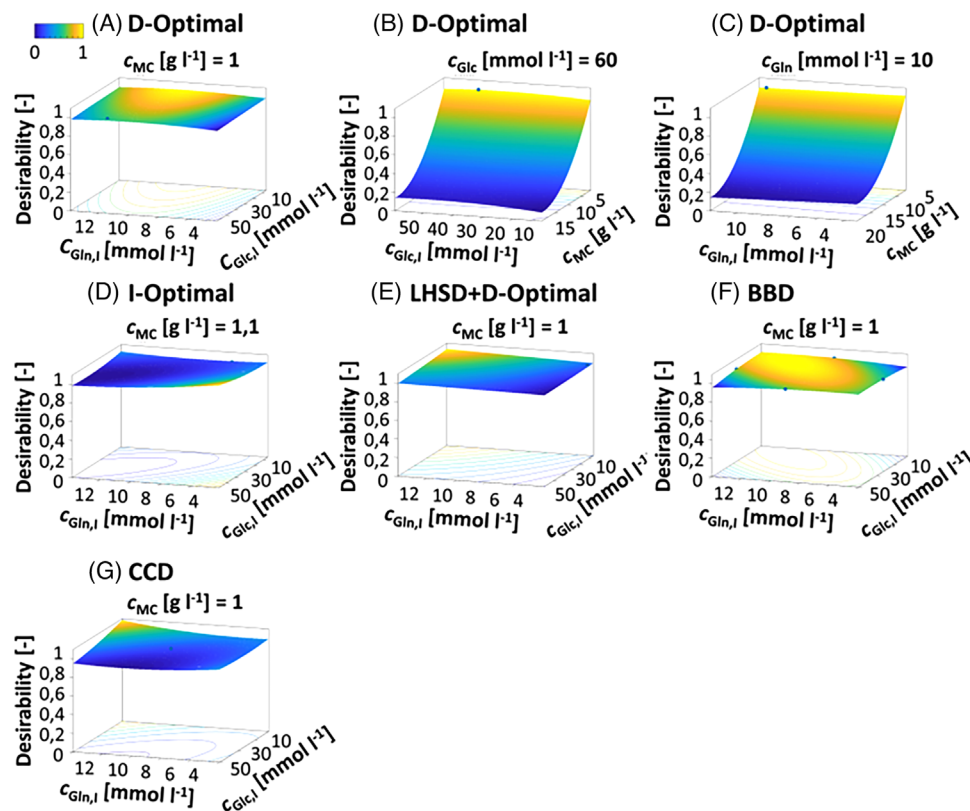 (A) D-Optimal
0 1
c_MC [g l⁻¹] = 1
Desirability [-]
1
0,8
0,6
0,4
0,2
0
12 10 8 6 4
C_Gln,I [mmol l⁻¹]
50 30 10
C_Glc,I [mmol l⁻¹]
(B) D-Optimal
c_Glc [mmol l⁻¹] = 60
Desirability [-]
1
0,8
0,6
0,4
0,2
0
50 40 30 20 10
C_Glc,I [mmol l⁻¹]
15 10 5
c_MC [g l⁻¹]
(C) D-Optimal
c_Gln [mmol l⁻¹] = 10
Desirability [-]
1
0,8
0,6
0,4
0,2
0
10 8 6 4
C_Gln,I [mmol l⁻¹]
20 15 10 5
c_MC [g l⁻¹]
(D) I-Optimal
c_MC [g l⁻¹] = 1,1
Desirability [-]
1
0,8
0,6
0,4
0,2
0
12 10 8 6 4
c_Gln,I [mmol l⁻¹]
50 30 10
c_Glc,I [mmol l⁻¹]
(E) LHSD+D-Optimal
c_MC [g l⁻¹] = 1
Desirability [-]
1
0,8
0,6
0,4
0,2
0
12 10 8 6 4
c_Gln,I [mmol l⁻¹]
50 30 10
c_Glc,I [mmol l⁻¹]
(F) BBD
c_MC [g l⁻¹] = 1
Desirability [-]
1
0,8
0,6
0,4
0,2
0
12 10 8 6 4
c_Gln,I [mmol l⁻¹]
50 30 10
c_Glc,I [mmol l⁻¹]
(G) CCD
c_MC [g l⁻¹] = 1
Desirability [-]
1
0,8
0,6
0,4
0,2
0
12 10 8 6 4
c_Gln,I [mmol l⁻¹]
50 30 10
c_Glc,I [mmol l⁻¹]